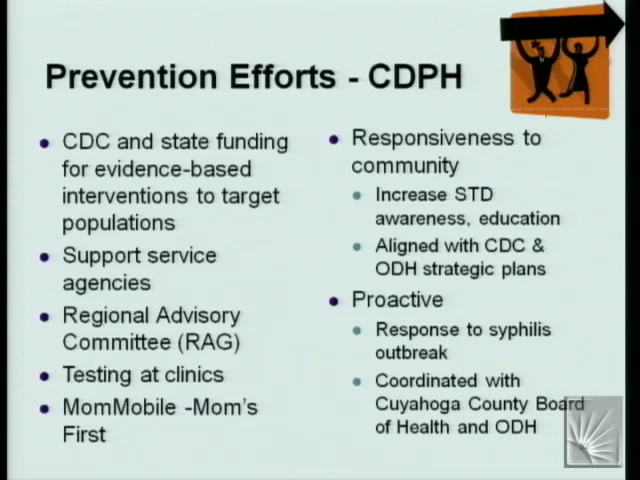 Prevention Efforts - CDPH
CDC and state funding
for evidence-based
interventions to target
populations
Support service
agencies
Regional Advisory
Committee (RAG)
Testing at clinics
MomMobile -Mom's
First
Responsiveness to
community
Increase STD
awareness, education
Aligned with CDC &
ODH strategic plans
Proactive
Response to syphilis
outbreak
Coordinated with
Cuyahoga County Board
of Health and ODH